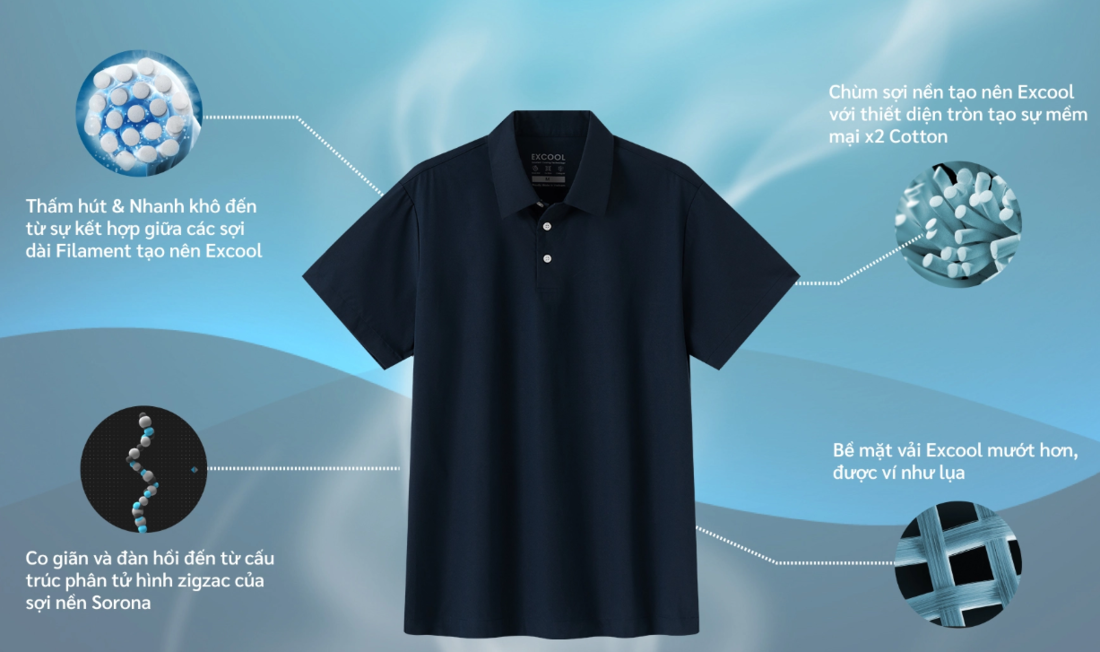 Thấm hút & Nhanh khô đến
từ sự kết hợp giữa các sợi
dài Filament tạo nên Excool
Chùm sợi nền tạo nên Excool
với thiết diện tròn tạo sự mềm
mại x2 Cotton
EXCOOL
Co giãn và đàn hồi đến từ cấu
trúc phân tử hình zigzac của
sợi nền Sorona
Bề mặt vải Excool mướt hơn,
được ví như lụa